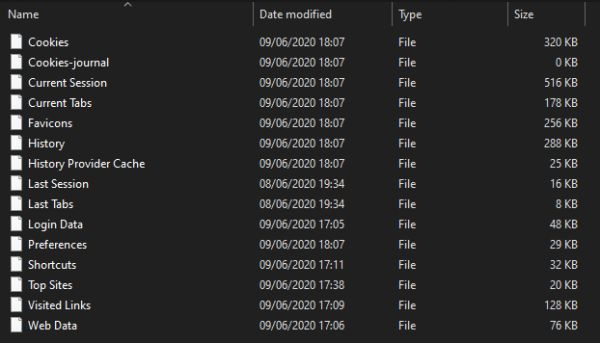 Name Date modified Type Size
Cookies 09/06/2020 18:07 File 320 KB
Cookies-journal 09/06/2020 18:07 File 0 KB
Current Session 09/06/2020 18:07 File 516 KB
Current Tabs 09/06/2020 18:07 File 178 KB
Favicons 09/06/2020 18:07 File 256 KB
History 09/06/2020 18:07 File 288 KB
History Provider Cache 09/06/2020 18:07 File 25 KB
Last Session 08/06/2020 19:34 File 16 KB
Last Tabs 08/06/2020 19:34 File 8 KB
Login Data 09/06/2020 17:05 File 48 KB
Preferences 09/06/2020 18:07 File 29 KB
Shortcuts 09/06/2020 17:11 File 32 KB
Top Sites 09/06/2020 17:38 File 20 KB
Visited Links 09/06/2020 17:09 File 128 KB
Web Data 09/06/2020 17:06 File 76 KB